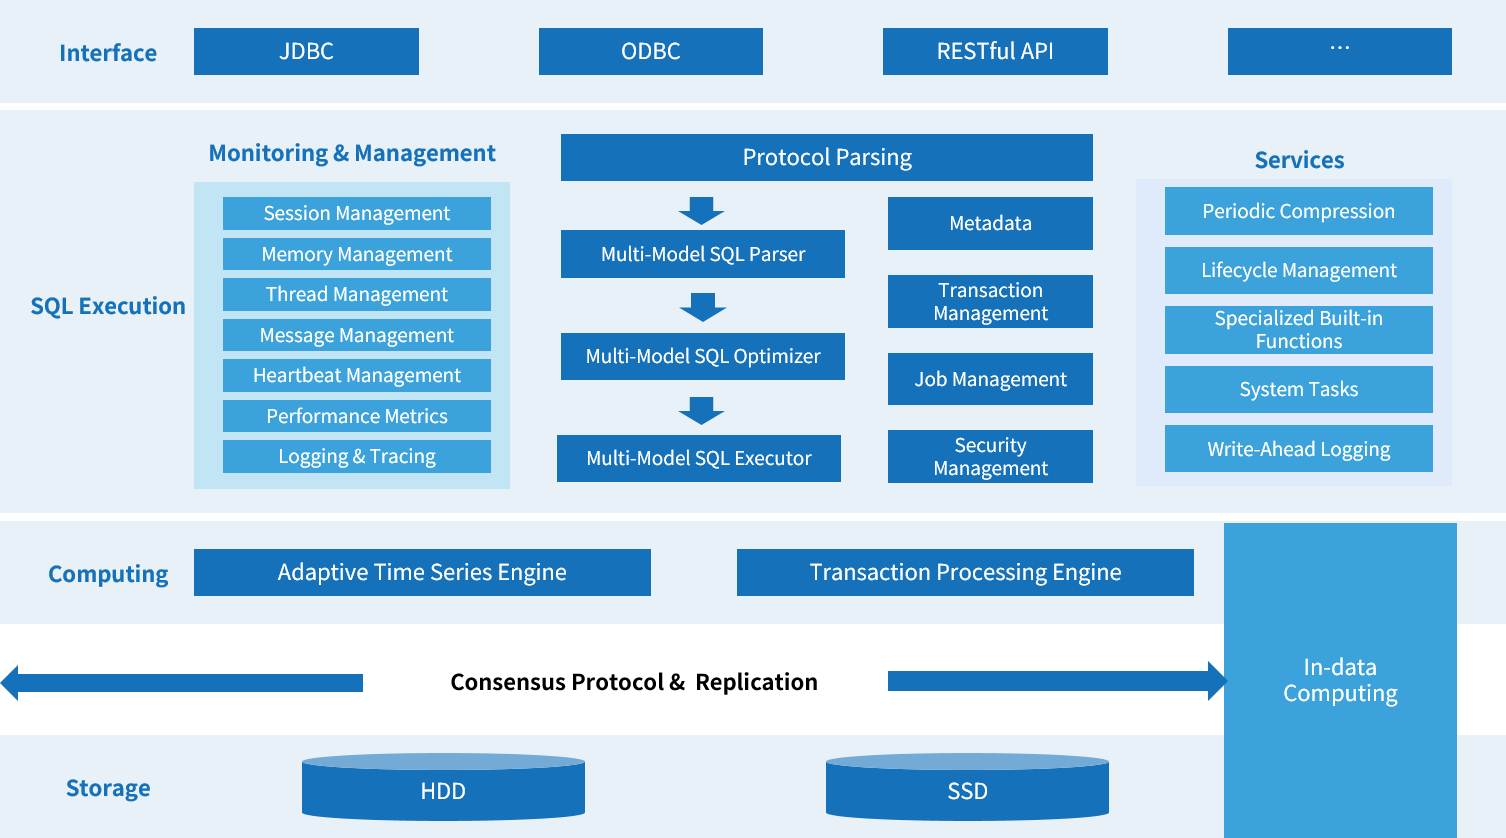 Interface
JDBC
ODBC
RESTful API
...
SQL Execution
Monitoring & Management
Session Management
Memory Management
Thread Management
Message Management
Heartbeat Management
Performance Metrics
Logging & Tracing
Protocol Parsing
Multi-Model SQL Parser
Multi-Model SQL Optimizer
Multi-Model SQL Executor
Metadata
Transaction
Management
Job Management
Security
Management
Services
Periodic Compression
Lifecycle Management
Specialized Built-in
Functions
System Tasks
Write-Ahead Logging
Computing
Adaptive Time Series Engine
Transaction Processing Engine
In-data
Computing
Consensus Protocol & Replication
Storage
HDD
SSD